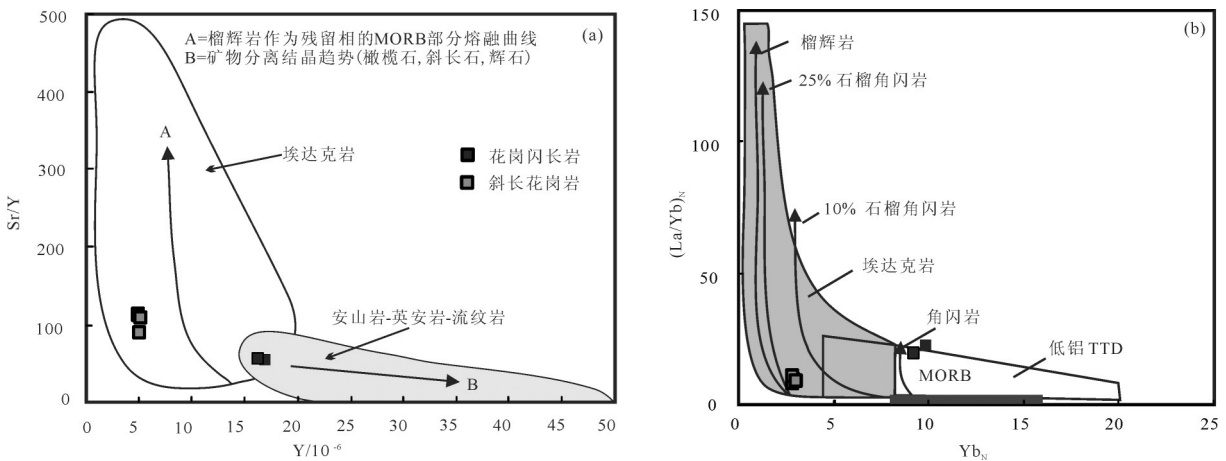 500
400
300
200
100
0
Sr/Y
A=榴辉岩作为残留相的MORB部分熔融曲线
B=矿物分离结晶趋势(橄榄石,斜长石,辉石)
(a)
A
埃达克岩
花岗闪长岩
斜长花岗岩
安山岩-英安岩-流纹岩
B
0 5 10 15 20 25 30 35 40 45 50
Y/10⁻⁶
150
100
50
0
(La/Yb)N
(b)
榴辉岩
25% 石榴角闪岩
10% 石榴角闪岩
埃达克岩
角闪岩
低铝TTD
MORB
0 5 10 15 20 25
YbN